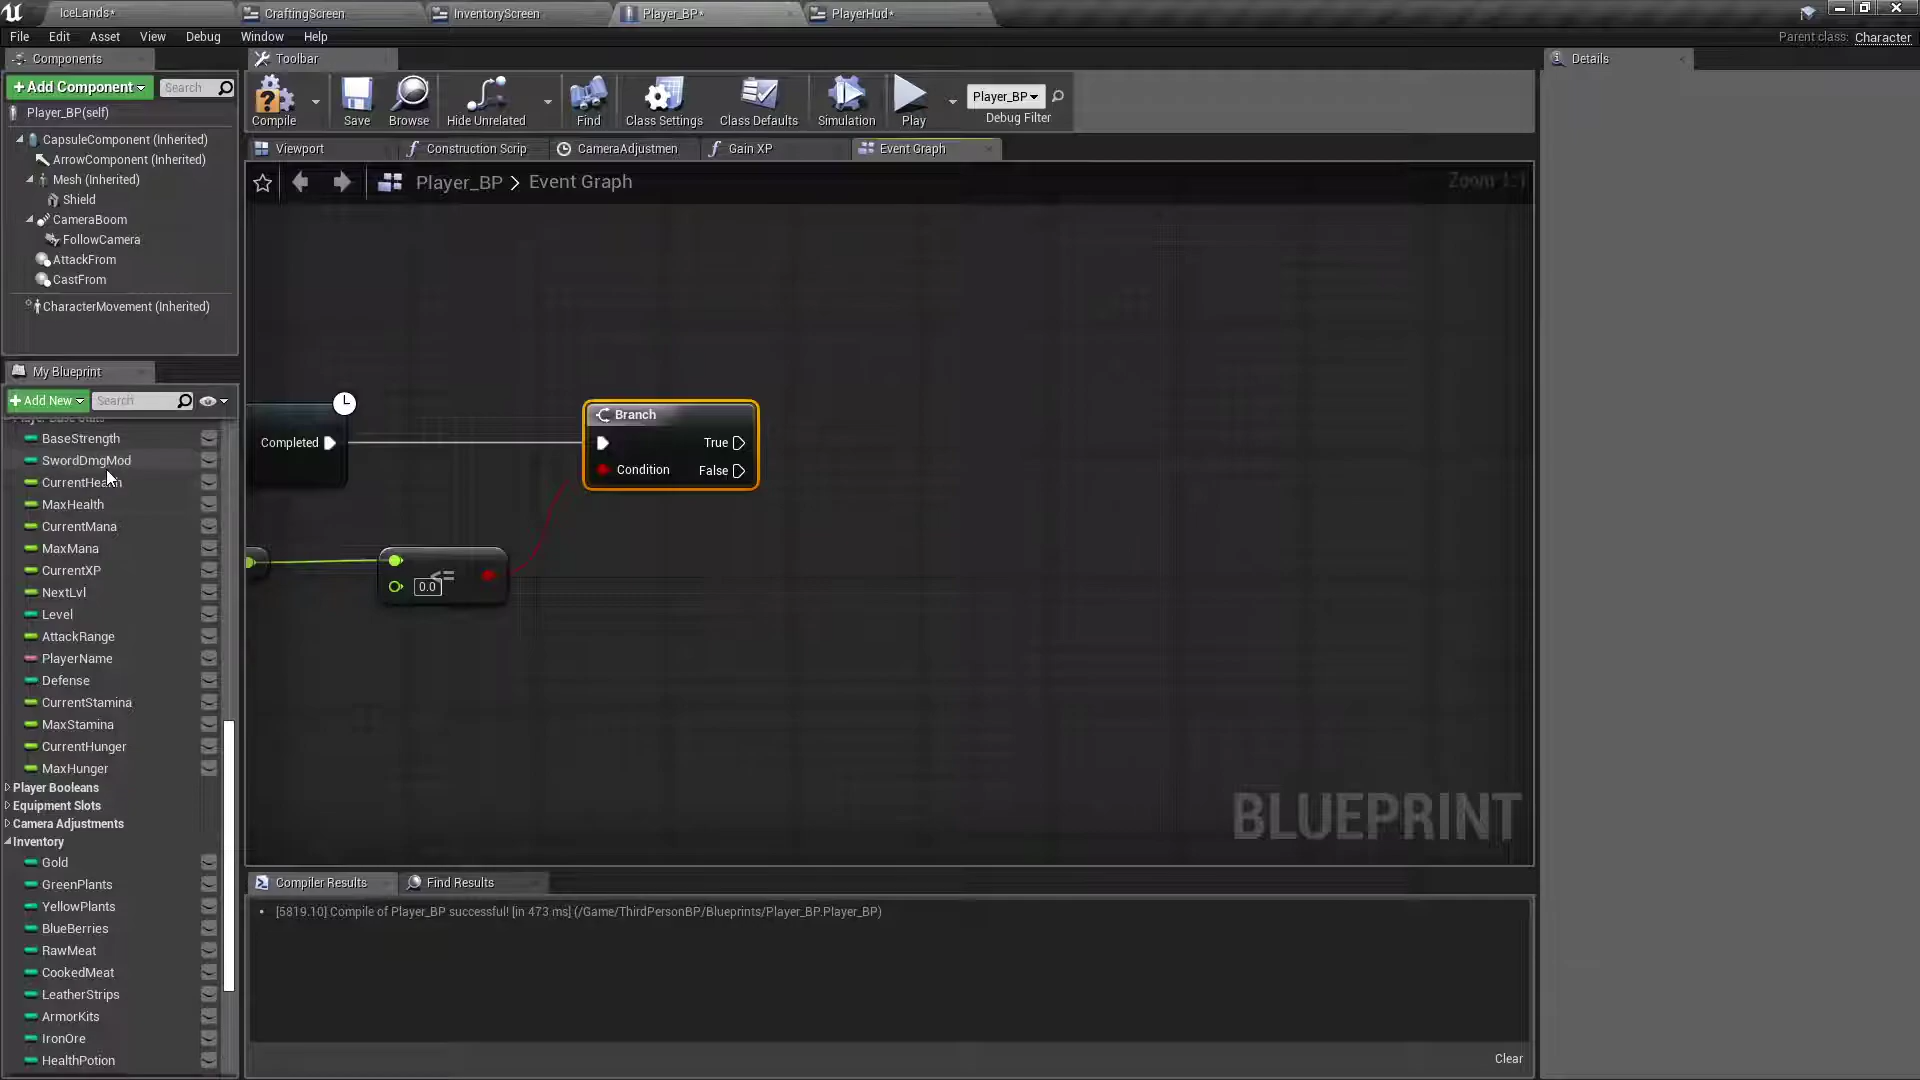 IceLands*
CraftingScreen
InventoryScreen
Player_BP*
PlayerHud*
File
Edit
Asset
View
Debug
Window
Help
Parent class: Character
Components
Toolbar
Details
+Add Component
Search
Player_BP(self)
CapsuleComponent (Inherited)
ArrowComponent (Inherited)
Mesh (Inherited)
Shield
CameraBoom
FollowCamera
AttackFrom
CastFrom
CharacterMovement (Inherited)
Compile
Save
Browse
Hide Unrelated
Find
Class Settings
Class Defaults
Simulation
Play
Player_BP
Debug Filter
Viewport
Construction Scrip
CameraAdjustmen
Gain XP
Event Graph
Player_BP > Event Graph
Zoom 1:1
My Blueprint
+Add New
Search
BaseStrength
SwordDmgMod
CurrentHealth
MaxHealth
CurrentMana
MaxMana
CurrentXP
NextLvl
Level
AttackRange
PlayerName
Defense
CurrentStamina
MaxStamina
CurrentHunger
MaxHunger
Player Booleans
Equipment Slots
Camera Adjustments
Inventory
Gold
GreenPlants
YellowPlants
BlueBerries
RawMeat
CookedMeat
LeatherStrips
ArmorKits
IronOre
HealthPotion
Completed
Branch
True
Condition
False
<=
0.0
BLUEPRINT
Compiler Results
Find Results
[5819.10] Compile of Player_BP successful! [in 473 ms] (/Game/ThirdPersonBP/Blueprints/Player_BP.Player_BP)
Clear